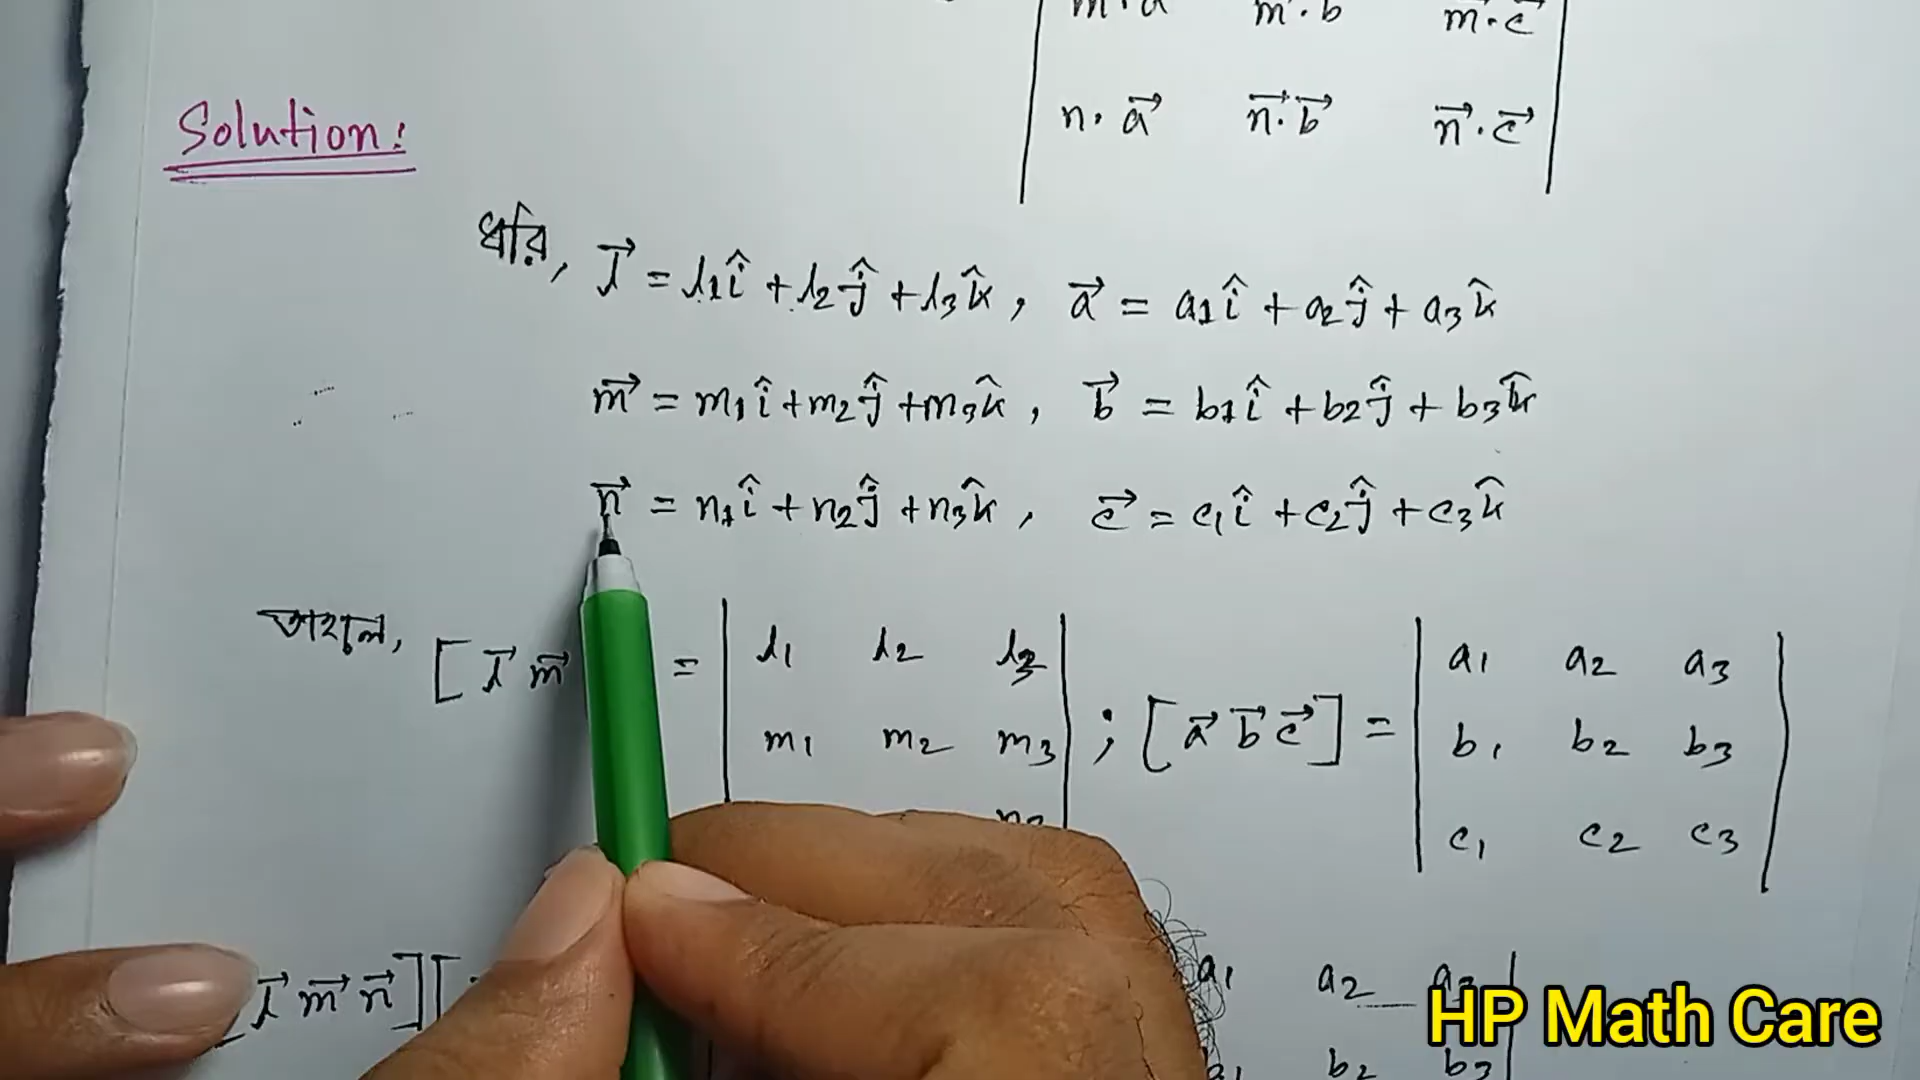 m⃗·a⃗ m⃗·b⃗ m⃗·c⃗
n·a⃗ n⃗·b⃗ n⃗·c⃗
Solution:
ধরি, l⃗ = l₁î + l₂ĵ + l₃k̂, a⃗ = a₁î + a₂ĵ + a₃k̂
m⃗ = m₁î + m₂ĵ + m₃k̂, b⃗ = b₁î + b₂ĵ + b₃k̂
n⃗ = n₁î + n₂ĵ + n₃k̂, c⃗ = c₁î + c₂ĵ + c₃k̂
l₁ l₂ l₃ a₁ a₂ a₃
তাহলে, [l⃗ m⃗ = m₁ m₂ m₃ ; [a⃗ b⃗ c⃗] = b₁ b₂ b₃
c₁ c₂ c₃
l⃗ m⃗ n⃗][ a₁ a₂
b₂ b₃
HP Math Care